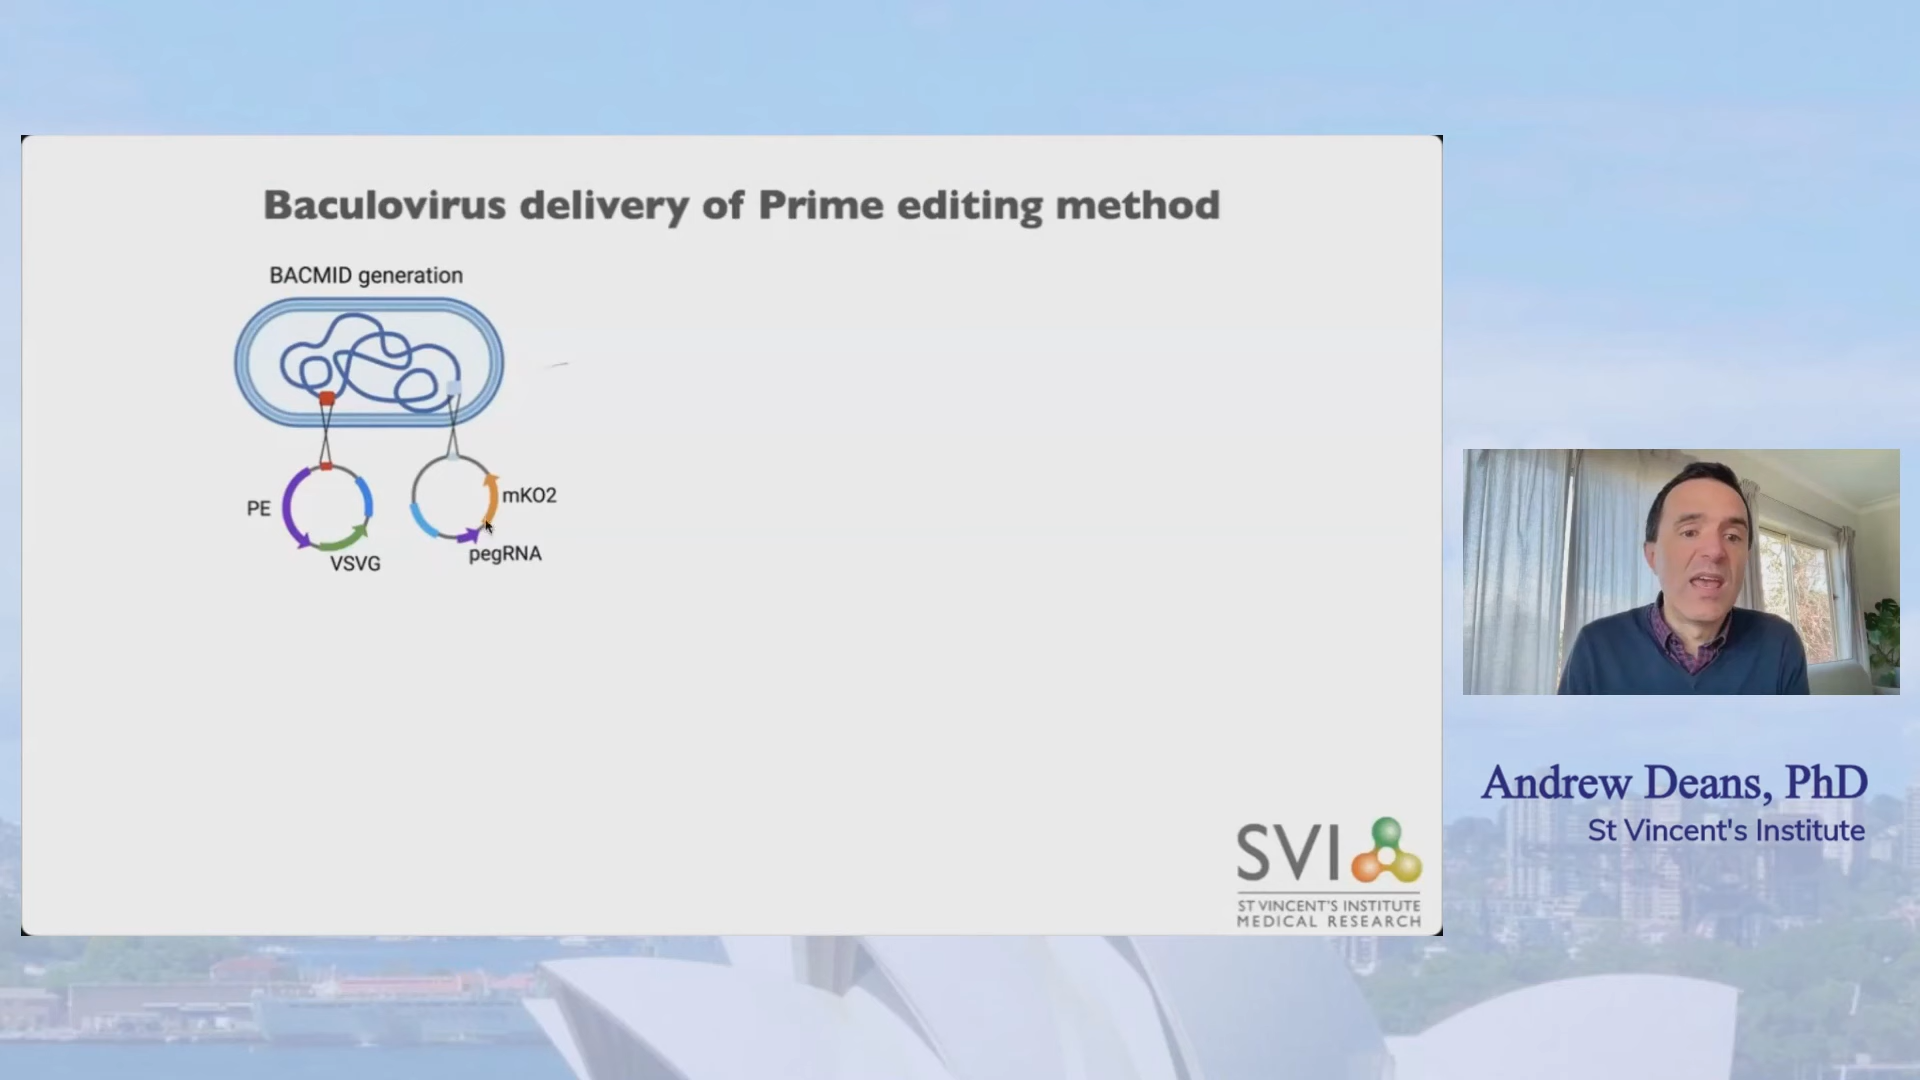 Baculovirus delivery of Prime editing method
BACMID generation
PE
VSVG
mKO2
pegRNA
SVI
ST VINCENT'S INSTITUTE
MEDICAL RESEARCH
Andrew Deans, PhD
St Vincent's Institute